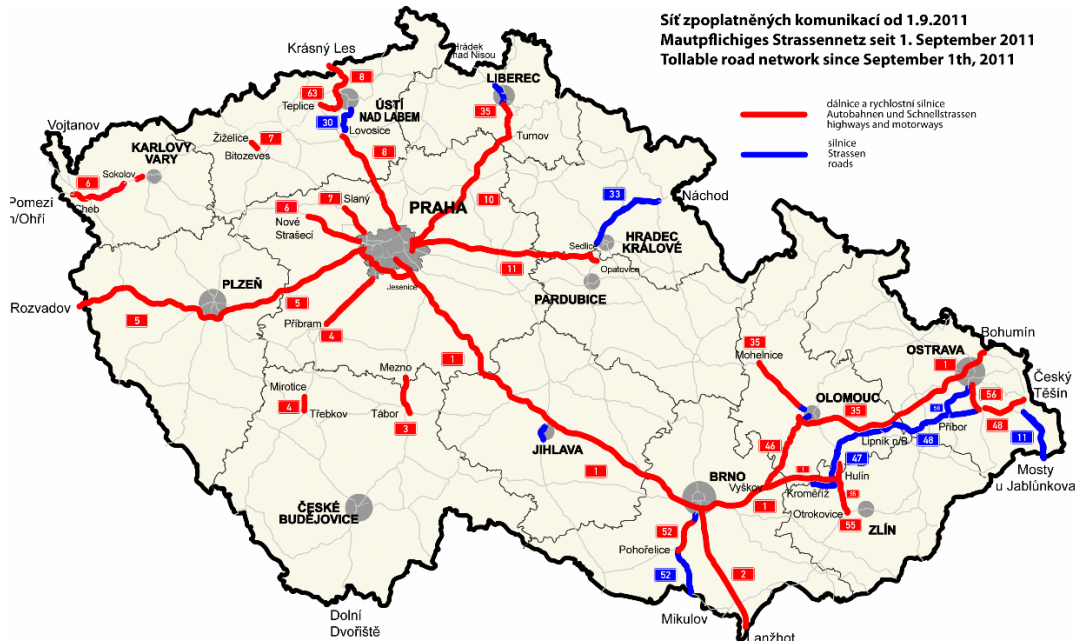 Síť zpoplatněných komunikací od 1.9.2011
Mautpflichiges Strassennetz seit 1. September 2011
Tollable road network since September 1th, 2011
dálnice a rychlostní silnice
Autobahnen und Schnellstrassen
highways and motorways
silnice
Strassen
roads
Krásný Les
Hrádek
nad Nisou
8
LIBEREC
63
Teplice
ÚSTÍ
NAD LABEM
35
30
Lovosice
Turnov
Vojtanov
Žiželice
7
Bitozeves
8
KARLOVY
VARY
Sokolov
6
Cheb
Pomezi
n/Ohří
7
Slaný
6
Nové
Strašecí
PRAHA
10
33
Náchod
HRADEC
KRÁLOVÉ
Sedlice
11
Opatovice
PARDUBICE
Jesenice
PLZEŇ
Rozvadov
5
5
Příbram
4
1
Mezno
Mirotice
4
Třebkov
Tábor
3
35
Mohelnice
Bohumín
OSTRAVA
1
Český
Těšín
56
OLOMOUC
35
Příbor
48
11
Lipnik n/B
48
46
47
Mosty
u Jablůnkova
JIHLAVA
1
BRNO
Vyškov
1
Hulín
Kroměříž
1
55
Otrokovice
55
ZLÍN
ČESKÉ
BUDĚJOVICE
52
Pohořelice
52
2
Mikulov
Lanžhot
Dolní
Dvořiště